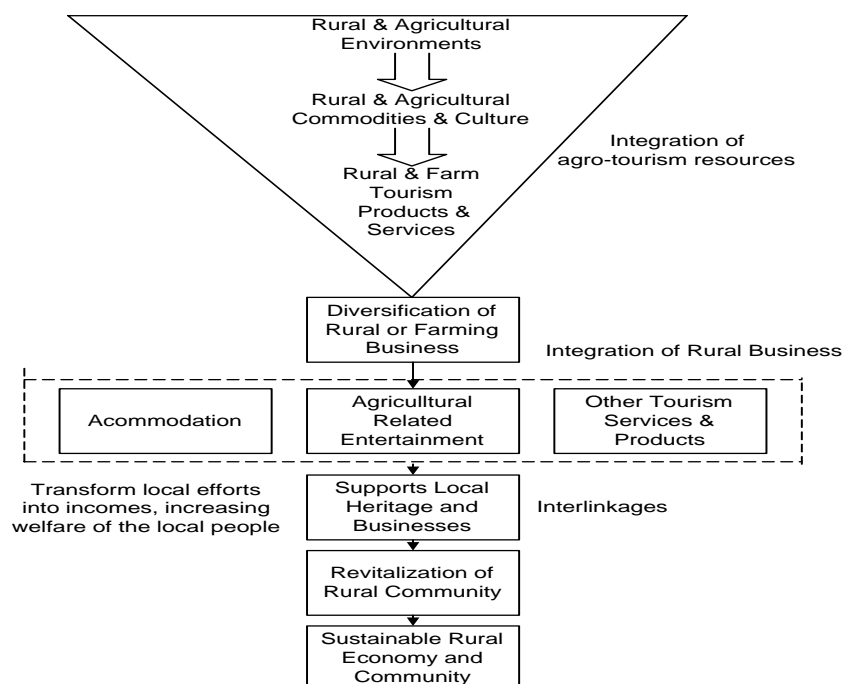 Rural & Agricultural
Environments
Rural & Agricultural
Commodities & Culture
Rural & Farm
Tourism
Products &
Services
Integration of
agro-tourism resources
Diversification of
Rural or Farming
Business
Integration of Rural Business
Acommodation
Agriculltural
Related
Entertainment
Other Tourism
Services &
Products
Transform local efforts
into incomes, increasing
welfare of the local people
Supports Local
Heritage and
Businesses
Interlinkages
Revitalization of
Rural Community
Sustainable Rural
Economy and
Community